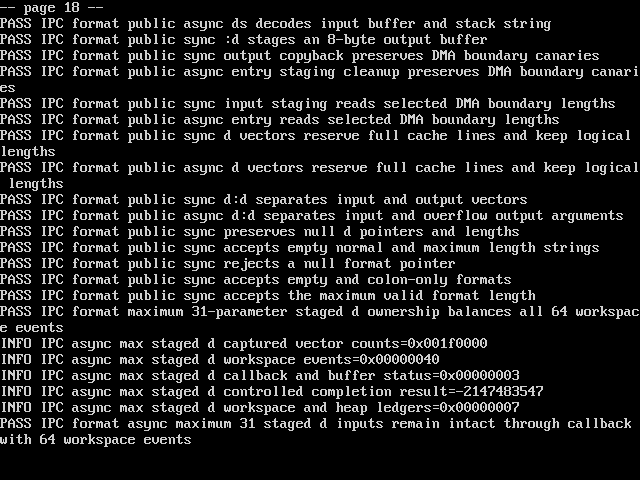 -- page 18 --
PASS IPC format public async ds decodes input buffer and stack string
PASS IPC format public sync :d stages an 8-byte output buffer
PASS IPC format public sync output copyback preserves DMA boundary canaries
PASS IPC format public async entry staging cleanup preserves DMA boundary canari
es
PASS IPC format public sync input staging reads selected DMA boundary lengths
PASS IPC format public async entry reads selected DMA boundary lengths
PASS IPC format public sync d vectors reserve full cache lines and keep logical
lengths
PASS IPC format public async d vectors reserve full cache lines and keep logical
 lengths
PASS IPC format public sync d:d separates input and output vectors
PASS IPC format public async d:d separates input and overflow output arguments
PASS IPC format public sync preserves null d pointers and lengths
PASS IPC format public sync accepts empty normal and maximum length strings
PASS IPC format public sync rejects a null format pointer
PASS IPC format public sync accepts empty and colon-only formats
PASS IPC format public sync accepts the maximum valid format length
PASS IPC format maximum 31-parameter staged d ownership balances all 64 workspac
e events
INFO IPC async max staged d captured vector counts=0x001f0000
INFO IPC async max staged d workspace events=0x00000040
INFO IPC async max staged d callback and buffer status=0x00000003
INFO IPC async max staged d controlled completion result=-2147483547
INFO IPC async max staged d workspace and heap ledgers=0x00000007
PASS IPC format async maximum 31 staged d inputs remain intact through callback
with 64 workspace events